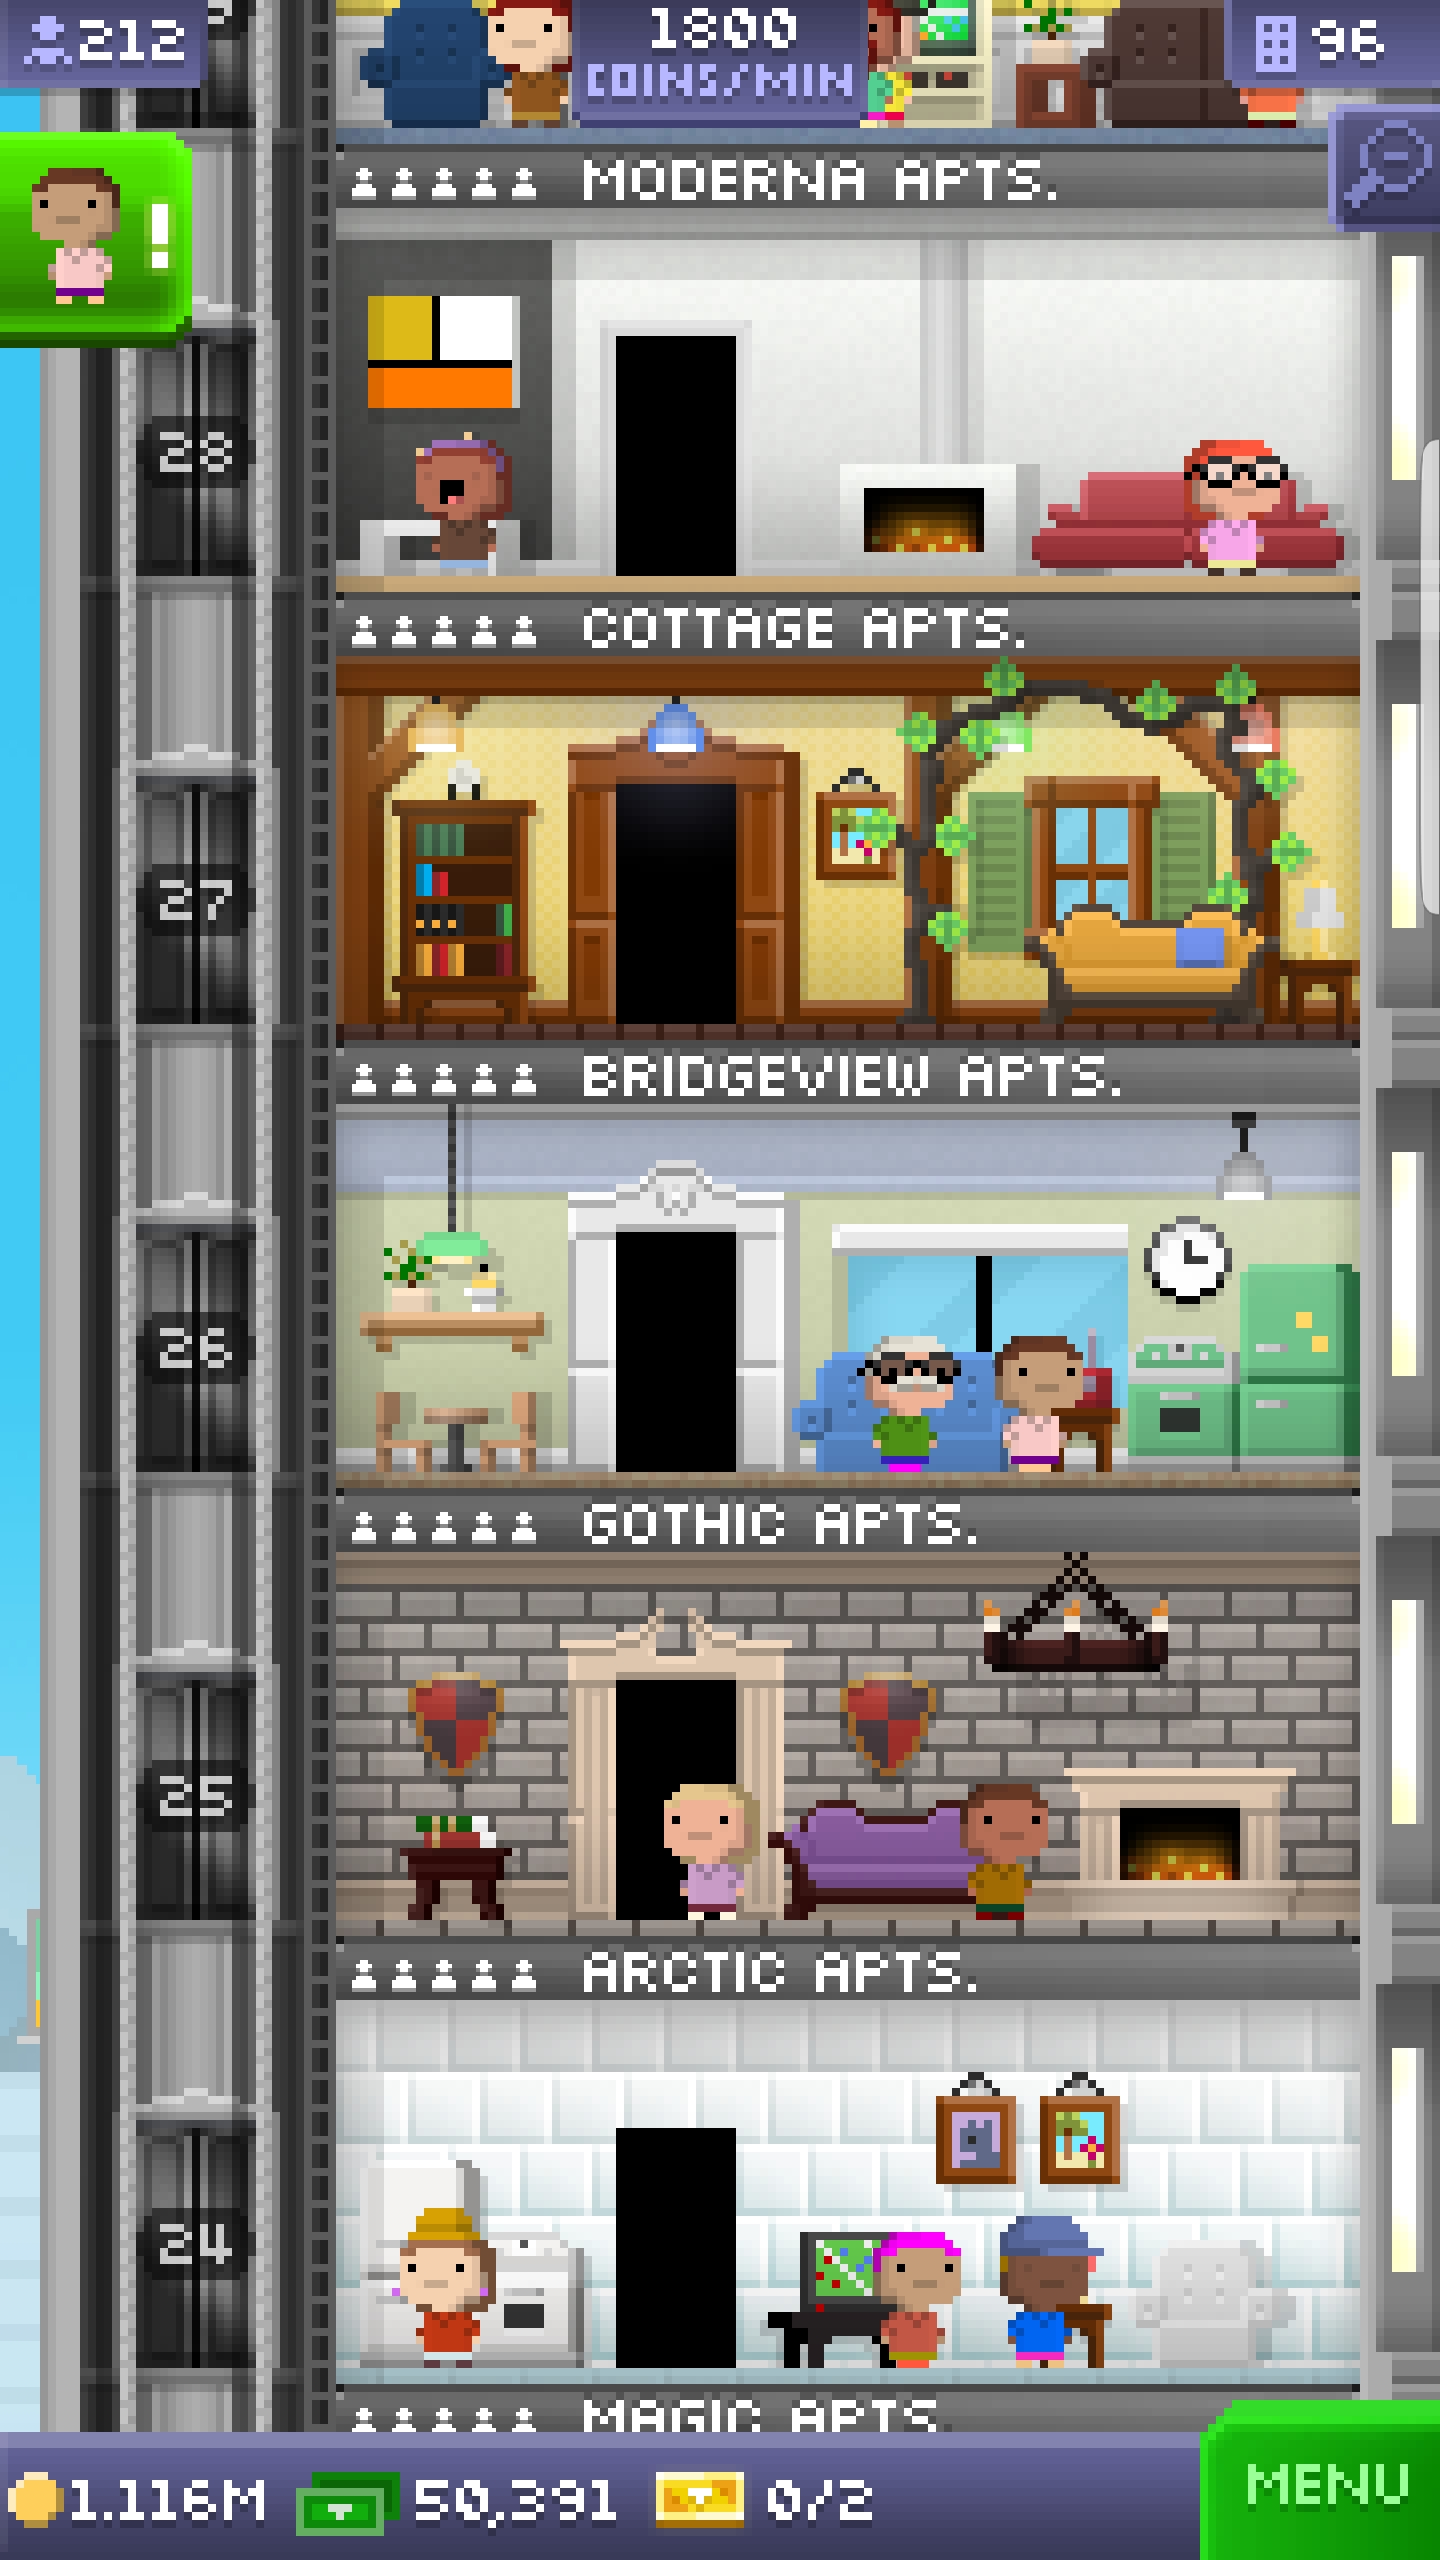 212
1800
COINS/MIN
96
!
MODERNA APTS.
28
COTTAGE APTS.
27
BRIDGEVIEW APTS.
26
GOTHIC APTS.
25
ARCTIC APTS.
24
MAGIC APTS.
1.116M
50,391
0/2
MENU